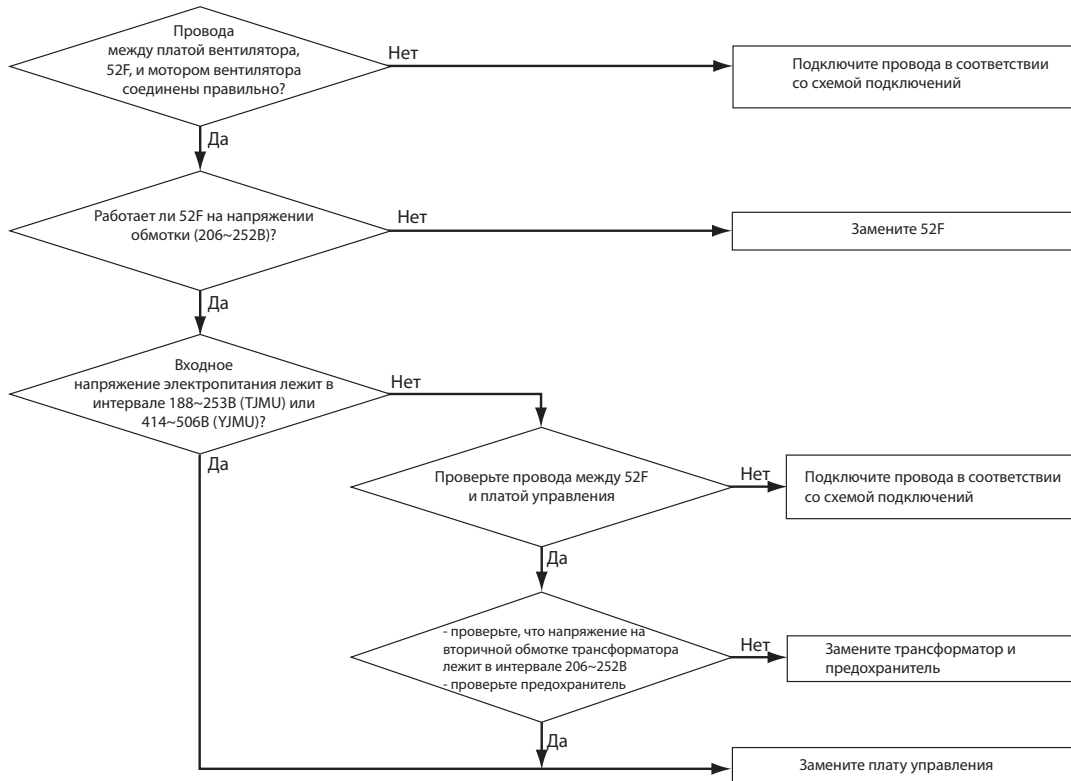 Провода
между платой вентилятора,
52F, и мотором вентилятора
соединены правильно?
Нет
Подключите провода в соответствии
со схемой подключений
Да
Работает ли 52F на напряжении
обмотки (206~252В)?
Нет
Замените 52F
Да
Входное
напряжение электропитания лежит в
интервале 188~253В (TJMU) или
414~506В (YJMU)?
Нет
Да
Проверьте провода между 52F
и платой управления
Нет
Подключите провода в соответствии
со схемой подключений
Да
- проверьте, что напряжение на
вторичной обмотке трансформатора
лежит в интервале 206~252В
- проверьте предохранитель
Нет
Замените трансформатор и
предохранитель
Да
Замените плату управления